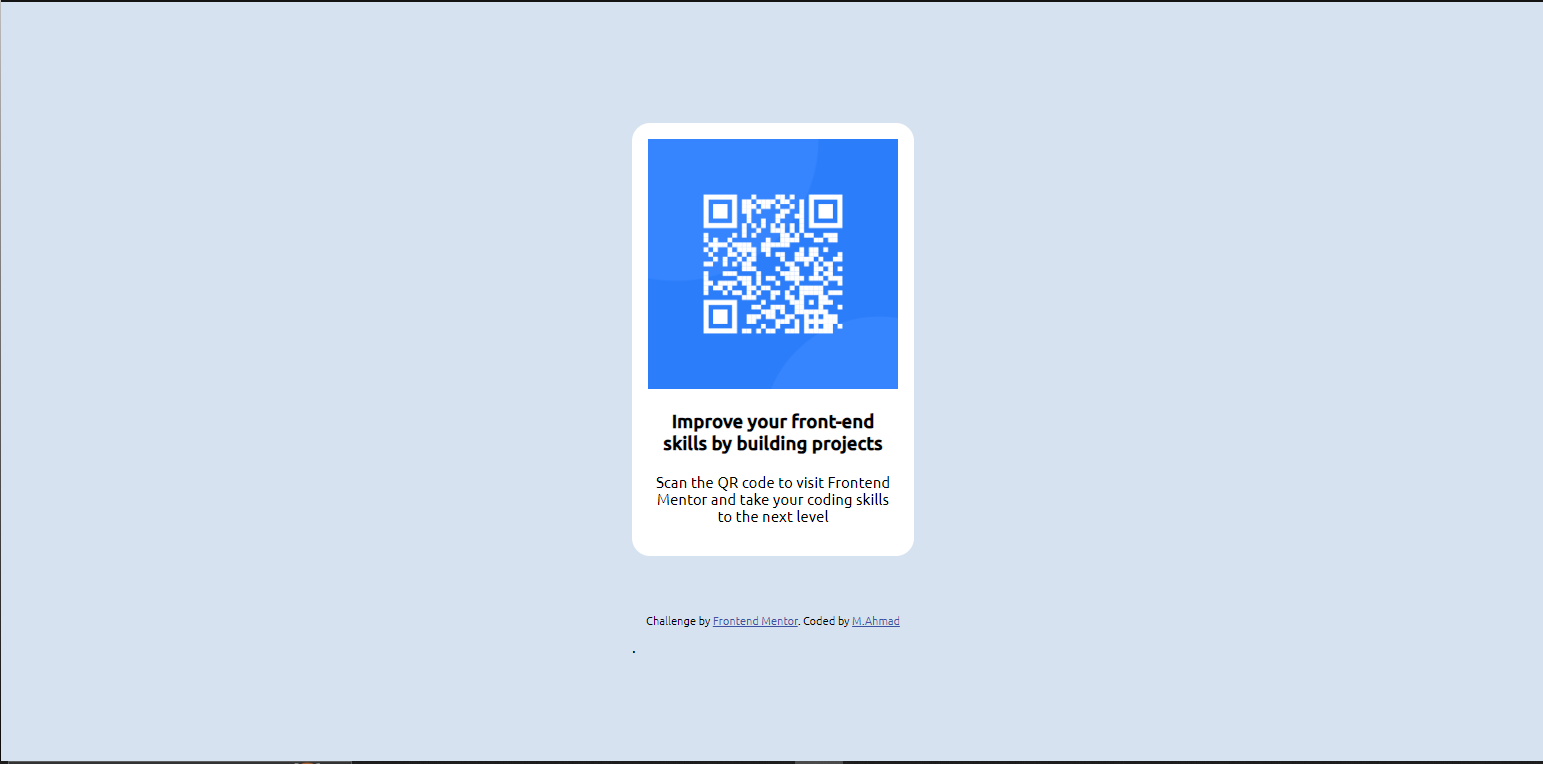 Improve your front-end
skills by building projects
Scan the QR code to visit Frontend
Mentor and take your coding skills
to the next level
Challenge by Frontend Mentor. Coded by M.Ahmad
.